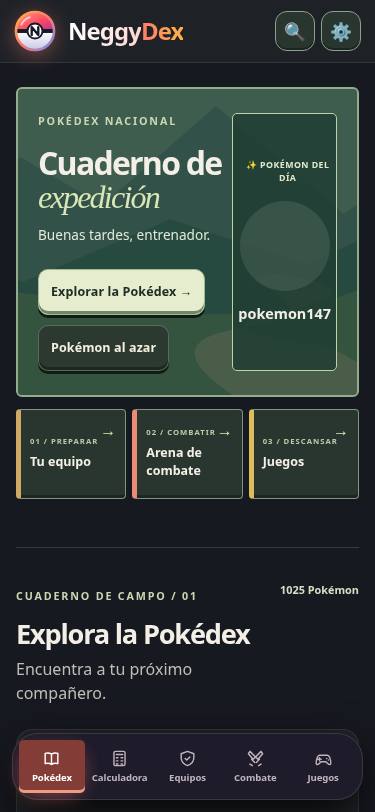 NeggyDex
POKÉDEX NACIONAL
Cuaderno de
expedición
Buenas tardes, entrenador.
Explorar la Pokédex →
Pokémon al azar
✨ POKÉMON DEL
DÍA
pokemon147
01 / PREPARAR →
Tu equipo
02 / COMBATIR →
Arena de
combate
03 / DESCANSAR →
Juegos
CUADERNO DE CAMPO / 01
1025 Pokémon
Explora la Pokédex
Encuentra a tu próximo
compañero.
Pokédex
Calculadora
Equipos
Combate
Juegos